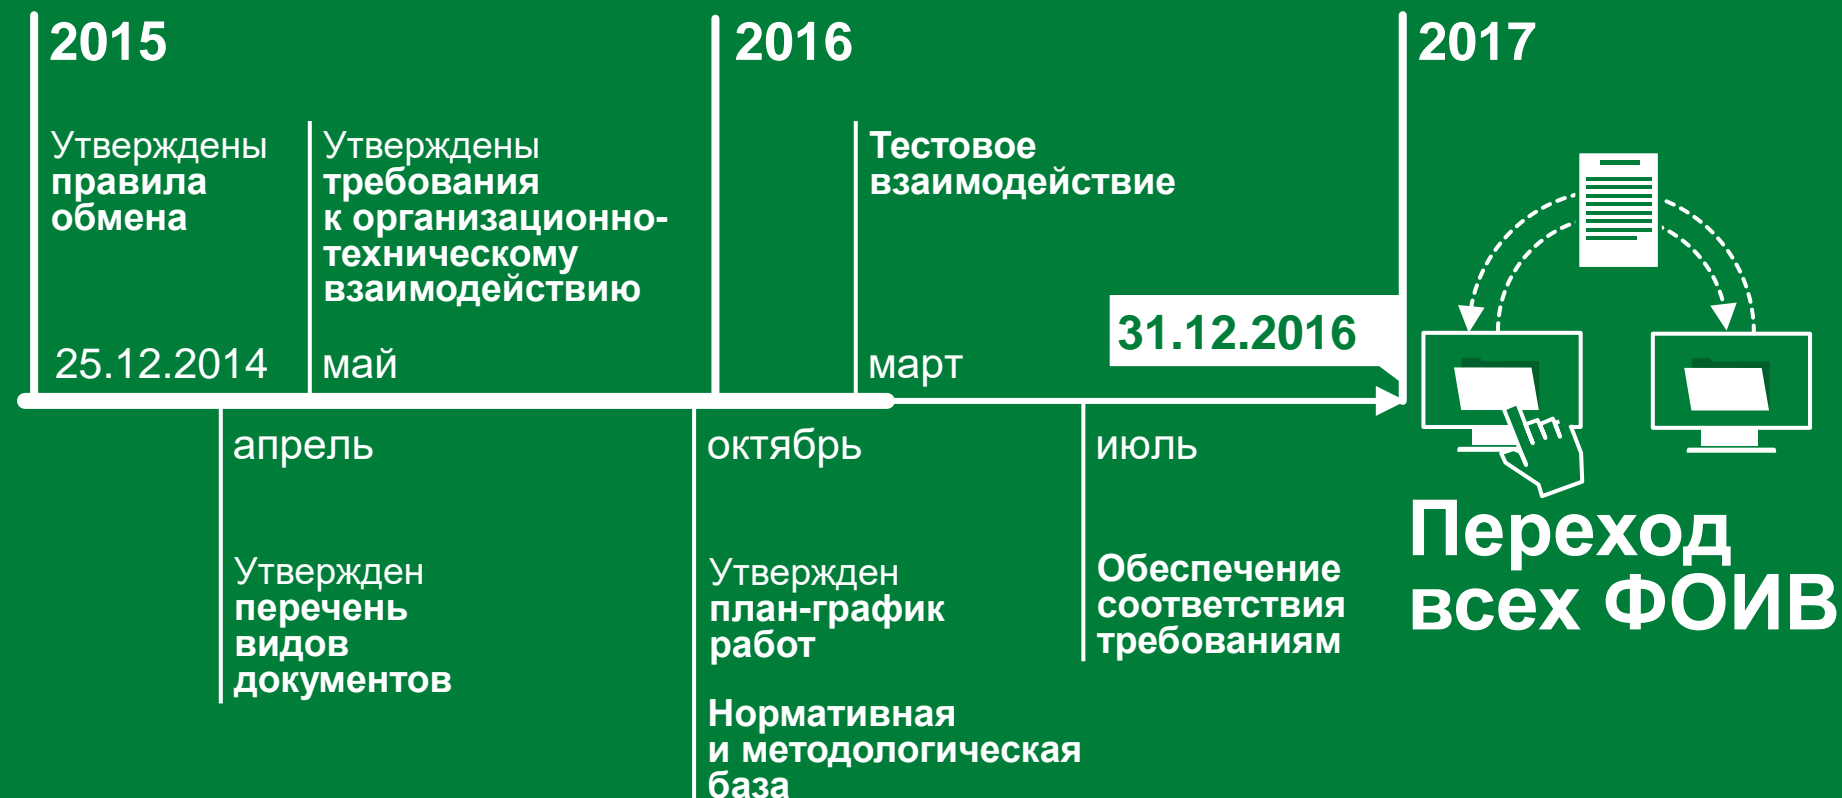 2015
2016
2017
Утверждены
правила
обмена
25.12.2014
Утверждены
требования
к организационно-
техническому
взаимодействию
май
Тестовое
взаимодействие
март
31.12.2016
апрель
Утвержден
перечень
видов
документов
октябрь
Утвержден
план-график
работ
Нормативная
и методологическая
база
июль
Обеспечение
соответствия
требованиям
Переход
всех ФОИВ